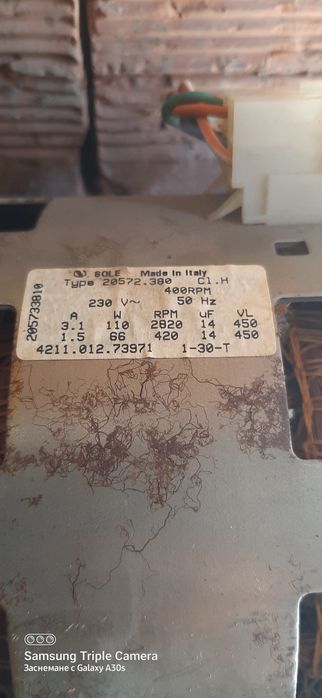 SOLE Made in Italy
Type 20572.380 Cl.H
400RPM
230 V~ 50 Hz
A W RPM uF VL
3.1 110 2820 14 450
1.5 66 420 14 450
4211.012.73971 1-30-T
205733810
Samsung Triple Camera
Заснемане с Galaxy A30s